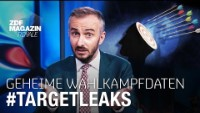 ZDF
MAGAZIN
ROYALE
GEHEIME WAHLKAMPFDATEN
#TARGETLEAKS